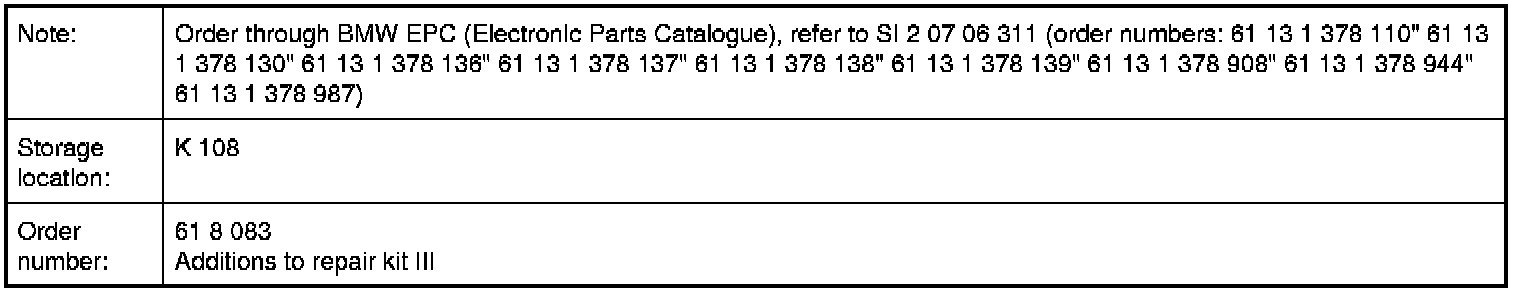 Note:
Order through BMW EPC (Electronic Parts Catalogue), refer to SI 2 07 06 311 (order numbers: 61 13 1 378 110" 61 13
1 378 130" 61 13 1 378 136" 61 13 1 378 137" 61 13 1 378 138" 61 13 1 378 139" 61 13 1 378 908" 61 13 1 378 944"
61 13 1 378 987)
Storage
location:
K 108
Order
number:
61 8 083
Additions to repair kit III